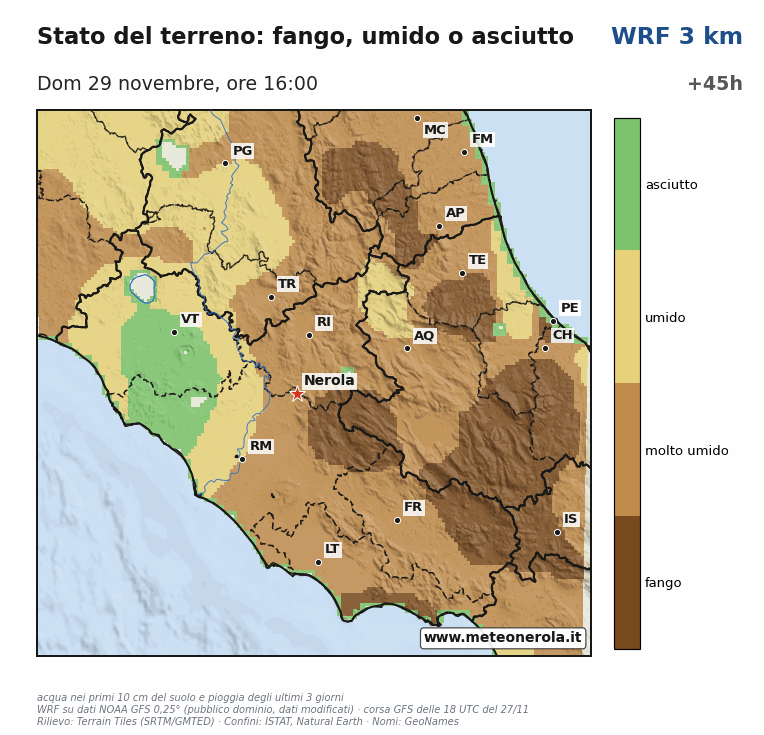 Stato del terreno: fango, umido o asciutto
WRF 3 km
Dom 29 novembre, ore 16:00
+45h
MC
FM
PG
AP
TE
TR
PE
VT
RI
AQ
CH
Nerola
RM
FR
IS
LT
www.meteonerola.it
asciutto
umido
molto umido
fango
acqua nei primi 10 cm del suolo e pioggia degli ultimi 3 giorni
WRF su dati NOAA GFS 0,25° (pubblico dominio, dati modificati) · corsa GFS delle 18 UTC del 27/11
Rilievo: Terrain Tiles (SRTM/GMTED) · Confini: ISTAT, Natural Earth · Nomi: GeoNames